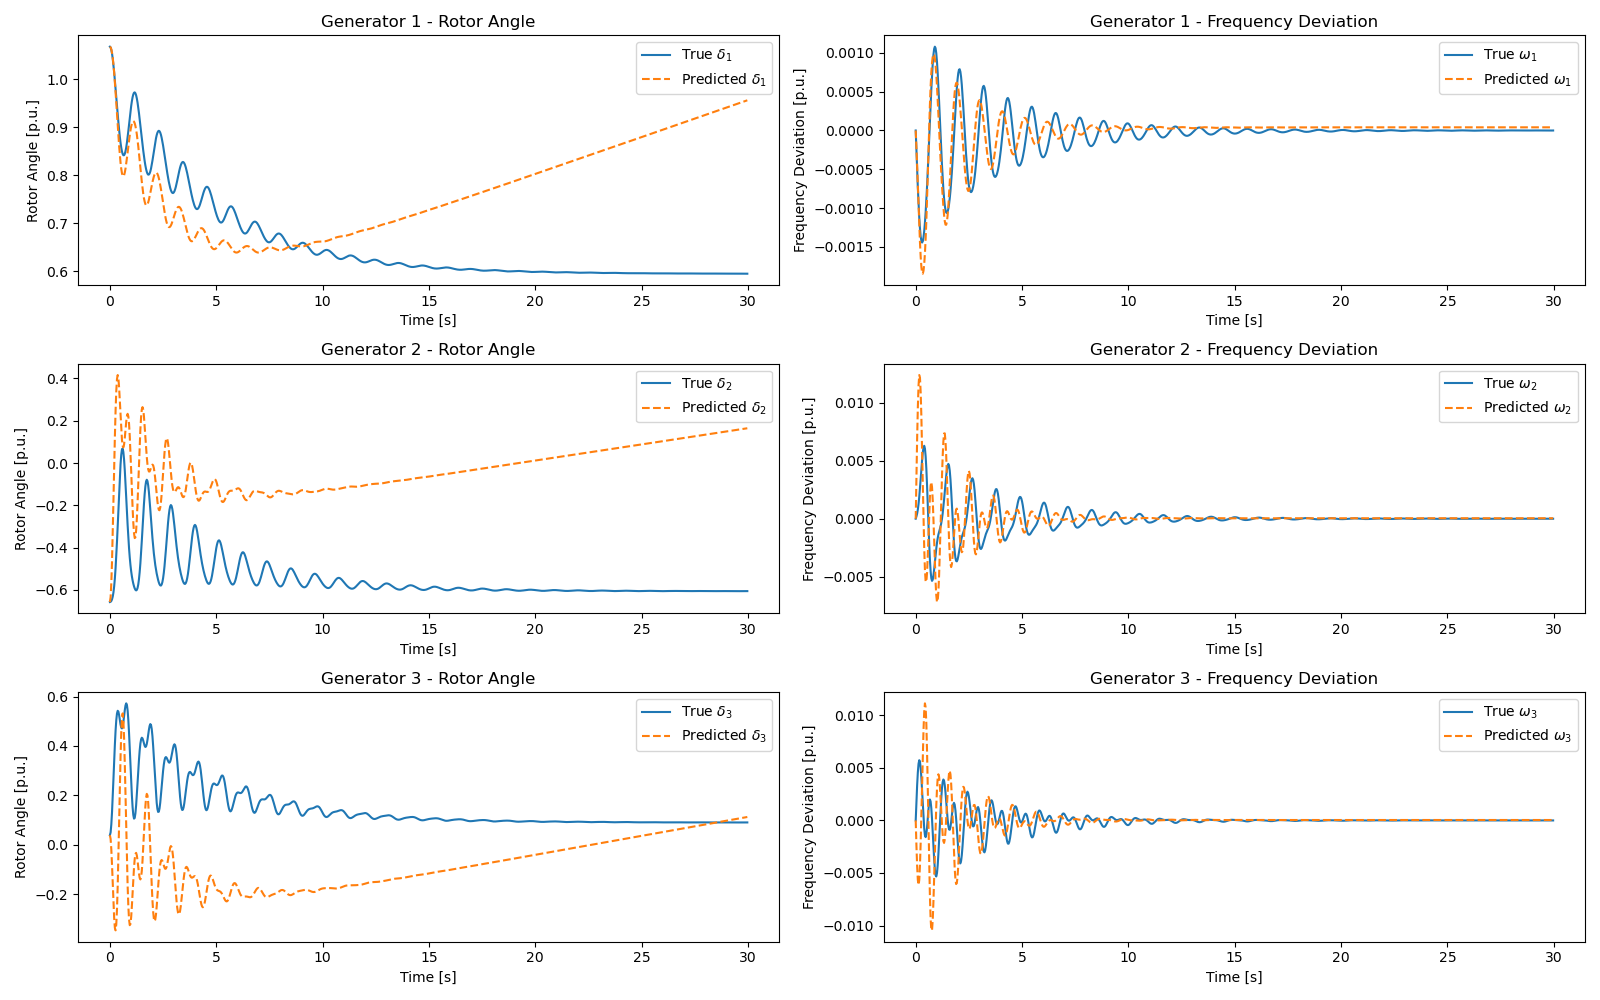 Generator 1 - Rotor Angle
Rotor Angle [p.u.]
1.0
0.9
0.8
0.7
0.6
True δ₁
Predicted δ₁
0 5 10 15 20 25 30
Time [s]
Generator 1 - Frequency Deviation
Frequency Deviation [p.u.]
0.0010
0.0005
0.0000
−0.0005
−0.0010
−0.0015
True ω₁
Predicted ω₁
0 5 10 15 20 25 30
Time [s]
Generator 2 - Rotor Angle
Rotor Angle [p.u.]
0.4
0.2
0.0
−0.2
−0.4
−0.6
True δ₂
Predicted δ₂
0 5 10 15 20 25 30
Time [s]
Generator 2 - Frequency Deviation
Frequency Deviation [p.u.]
0.010
0.005
0.000
−0.005
True ω₂
Predicted ω₂
0 5 10 15 20 25 30
Time [s]
Generator 3 - Rotor Angle
Rotor Angle [p.u.]
0.6
0.4
0.2
0.0
−0.2
True δ₃
Predicted δ₃
0 5 10 15 20 25 30
Time [s]
Generator 3 - Frequency Deviation
Frequency Deviation [p.u.]
0.010
0.005
0.000
−0.005
−0.010
True ω₃
Predicted ω₃
0 5 10 15 20 25 30
Time [s]